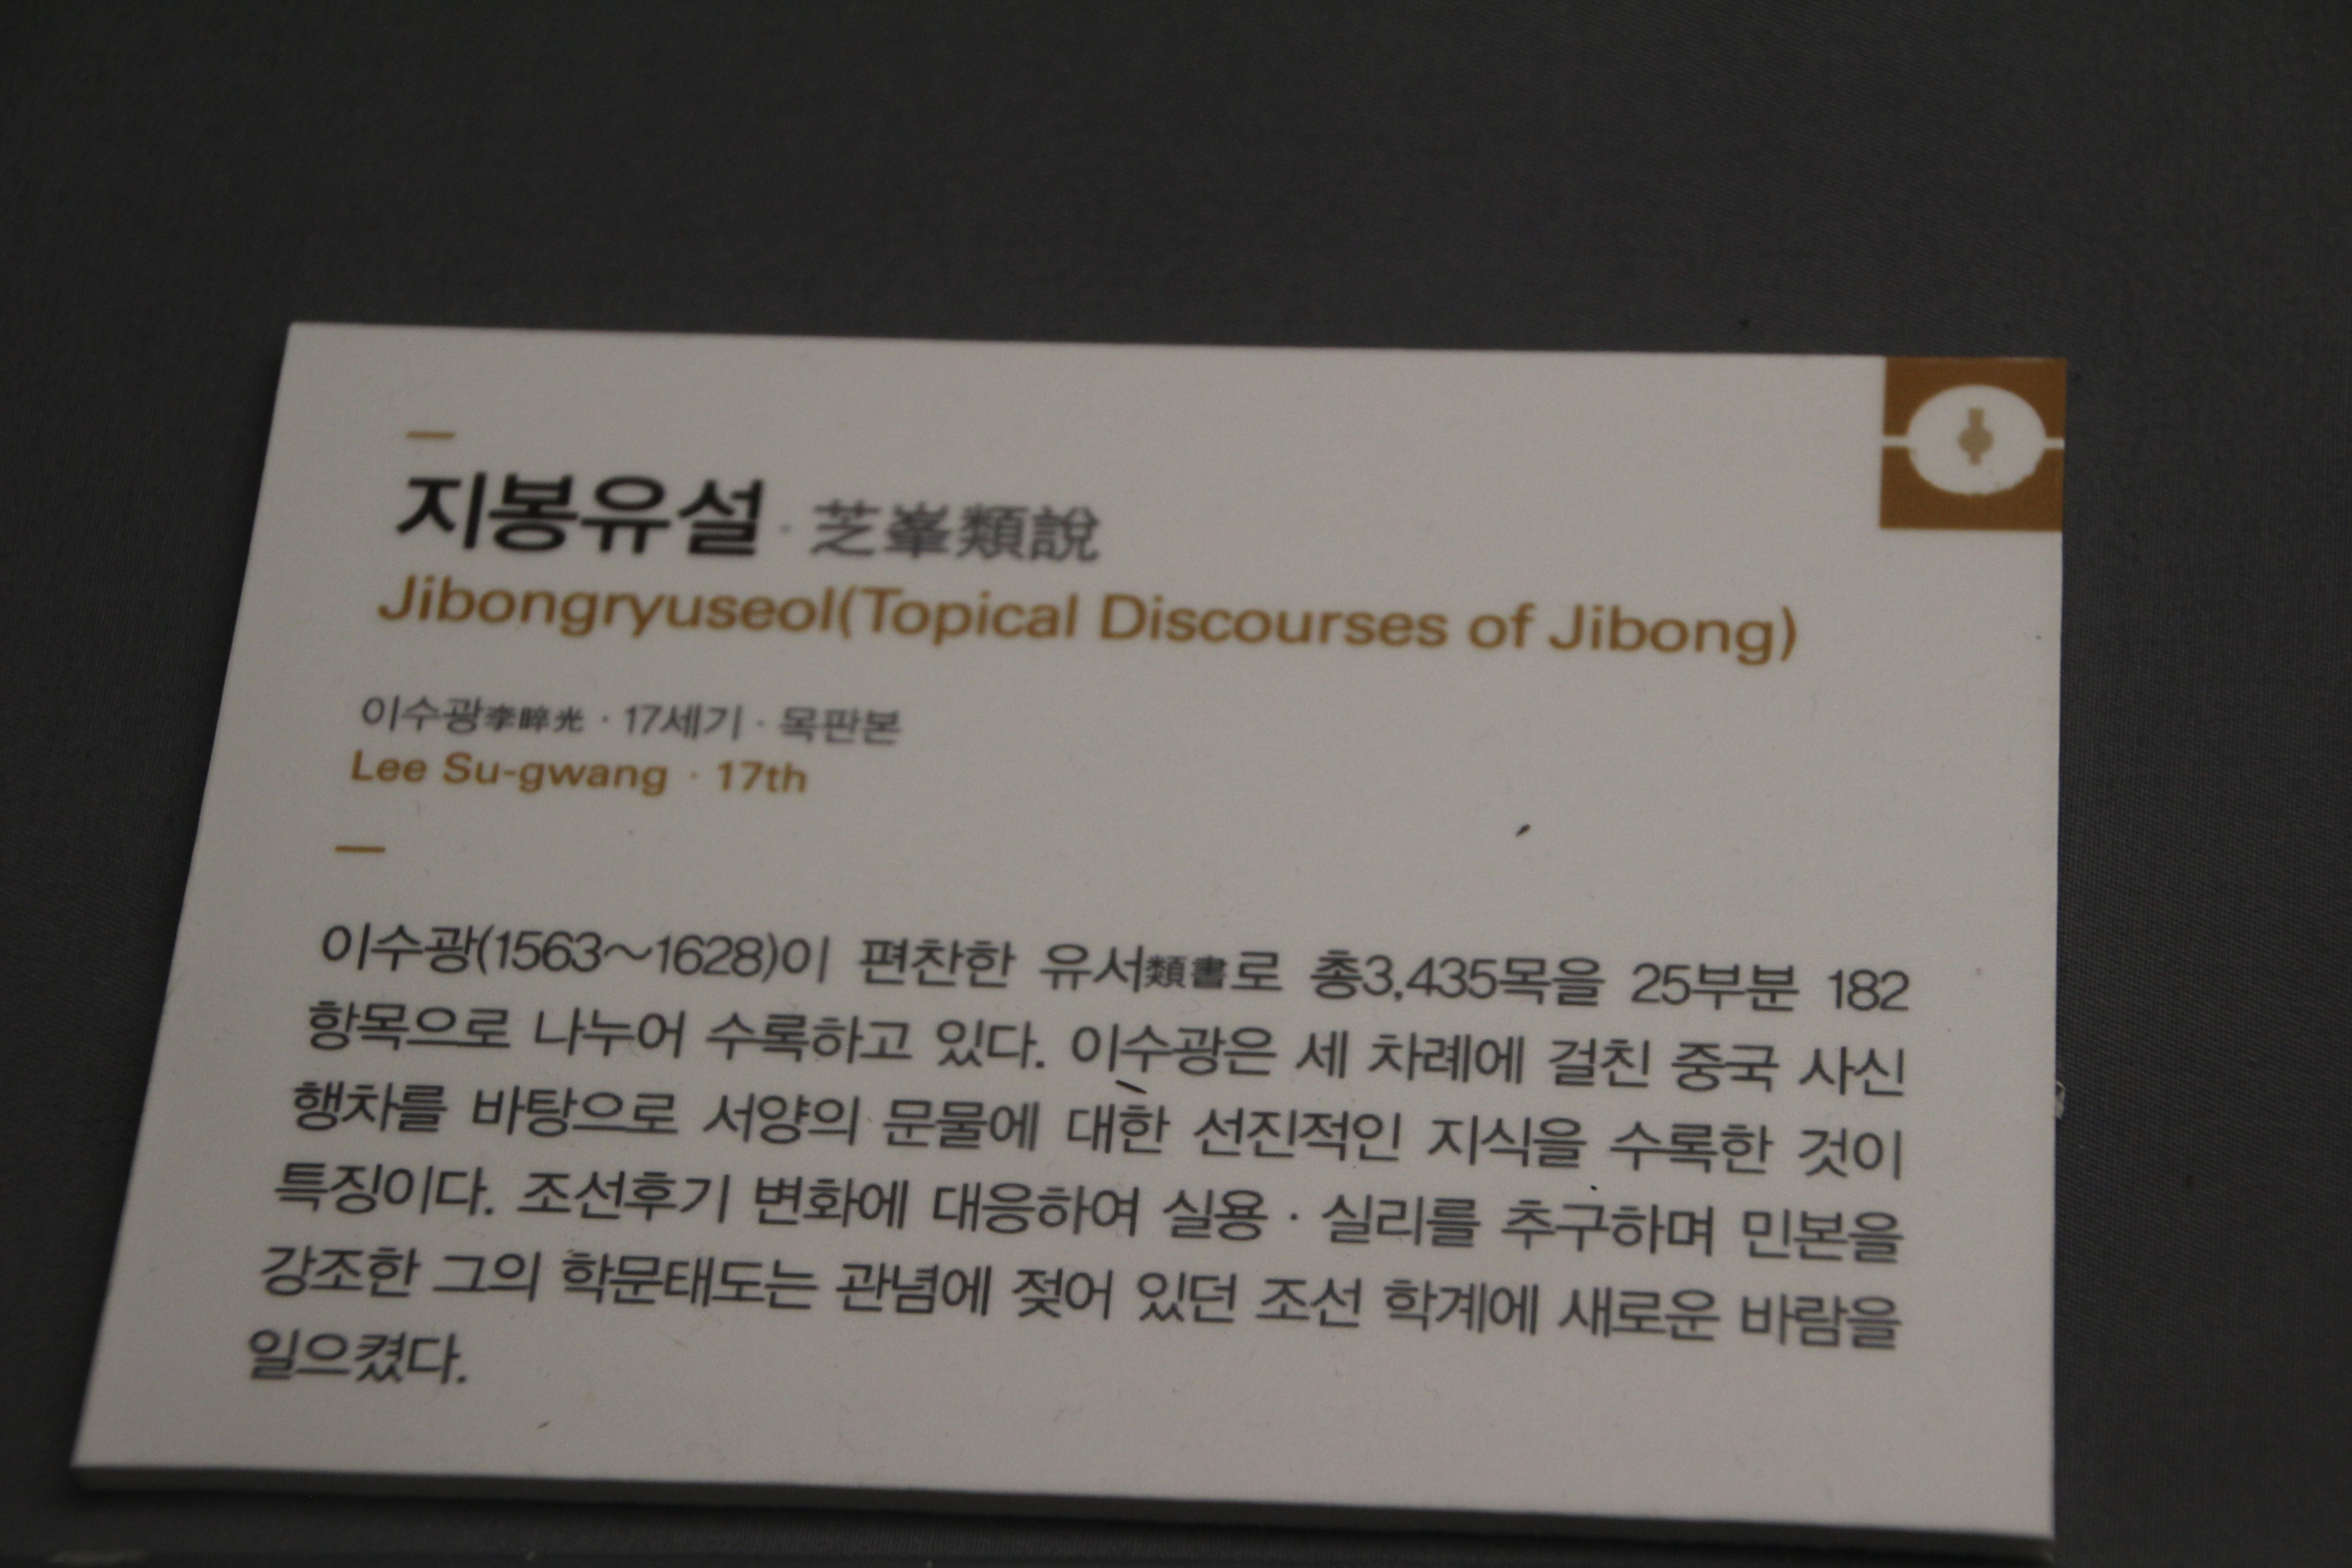 지봉유설 · 芝峯類說
Jibongryuseol(Topical Discourses of Jibong)
이수광李睟光 · 17세기 · 목판본
Lee Su-gwang · 17th
이수광(1563~1628)이 편찬한 유서類書로 총3,435목을 25부분 182
항목으로 나누어 수록하고 있다. 이수광은 세 차례에 걸친 중국 사신
행차를 바탕으로 서양의 문물에 대한 선진적인 지식을 수록한 것이
특징이다. 조선후기 변화에 대응하여 실용 · 실리를 추구하며 민본을
강조한 그의 학문태도는 관념에 젖어 있던 조선 학계에 새로운 바람을
일으켰다.